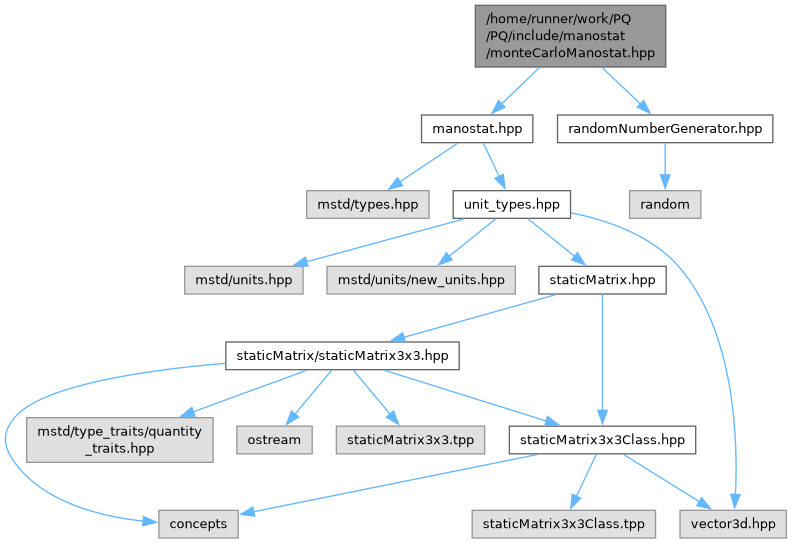 /home/runner/work/PQ
/PQ/include/manostat
/monteCarloManostat.hpp
manostat.hpp
randomNumberGenerator.hpp
mstd/types.hpp
unit_types.hpp
random
mstd/units.hpp
mstd/units/new_units.hpp
staticMatrix.hpp
staticMatrix/staticMatrix3x3.hpp
mstd/type_traits/quantity
_traits.hpp
ostream
staticMatrix3x3.tpp
staticMatrix3x3Class.hpp
concepts
staticMatrix3x3Class.tpp
vector3d.hpp